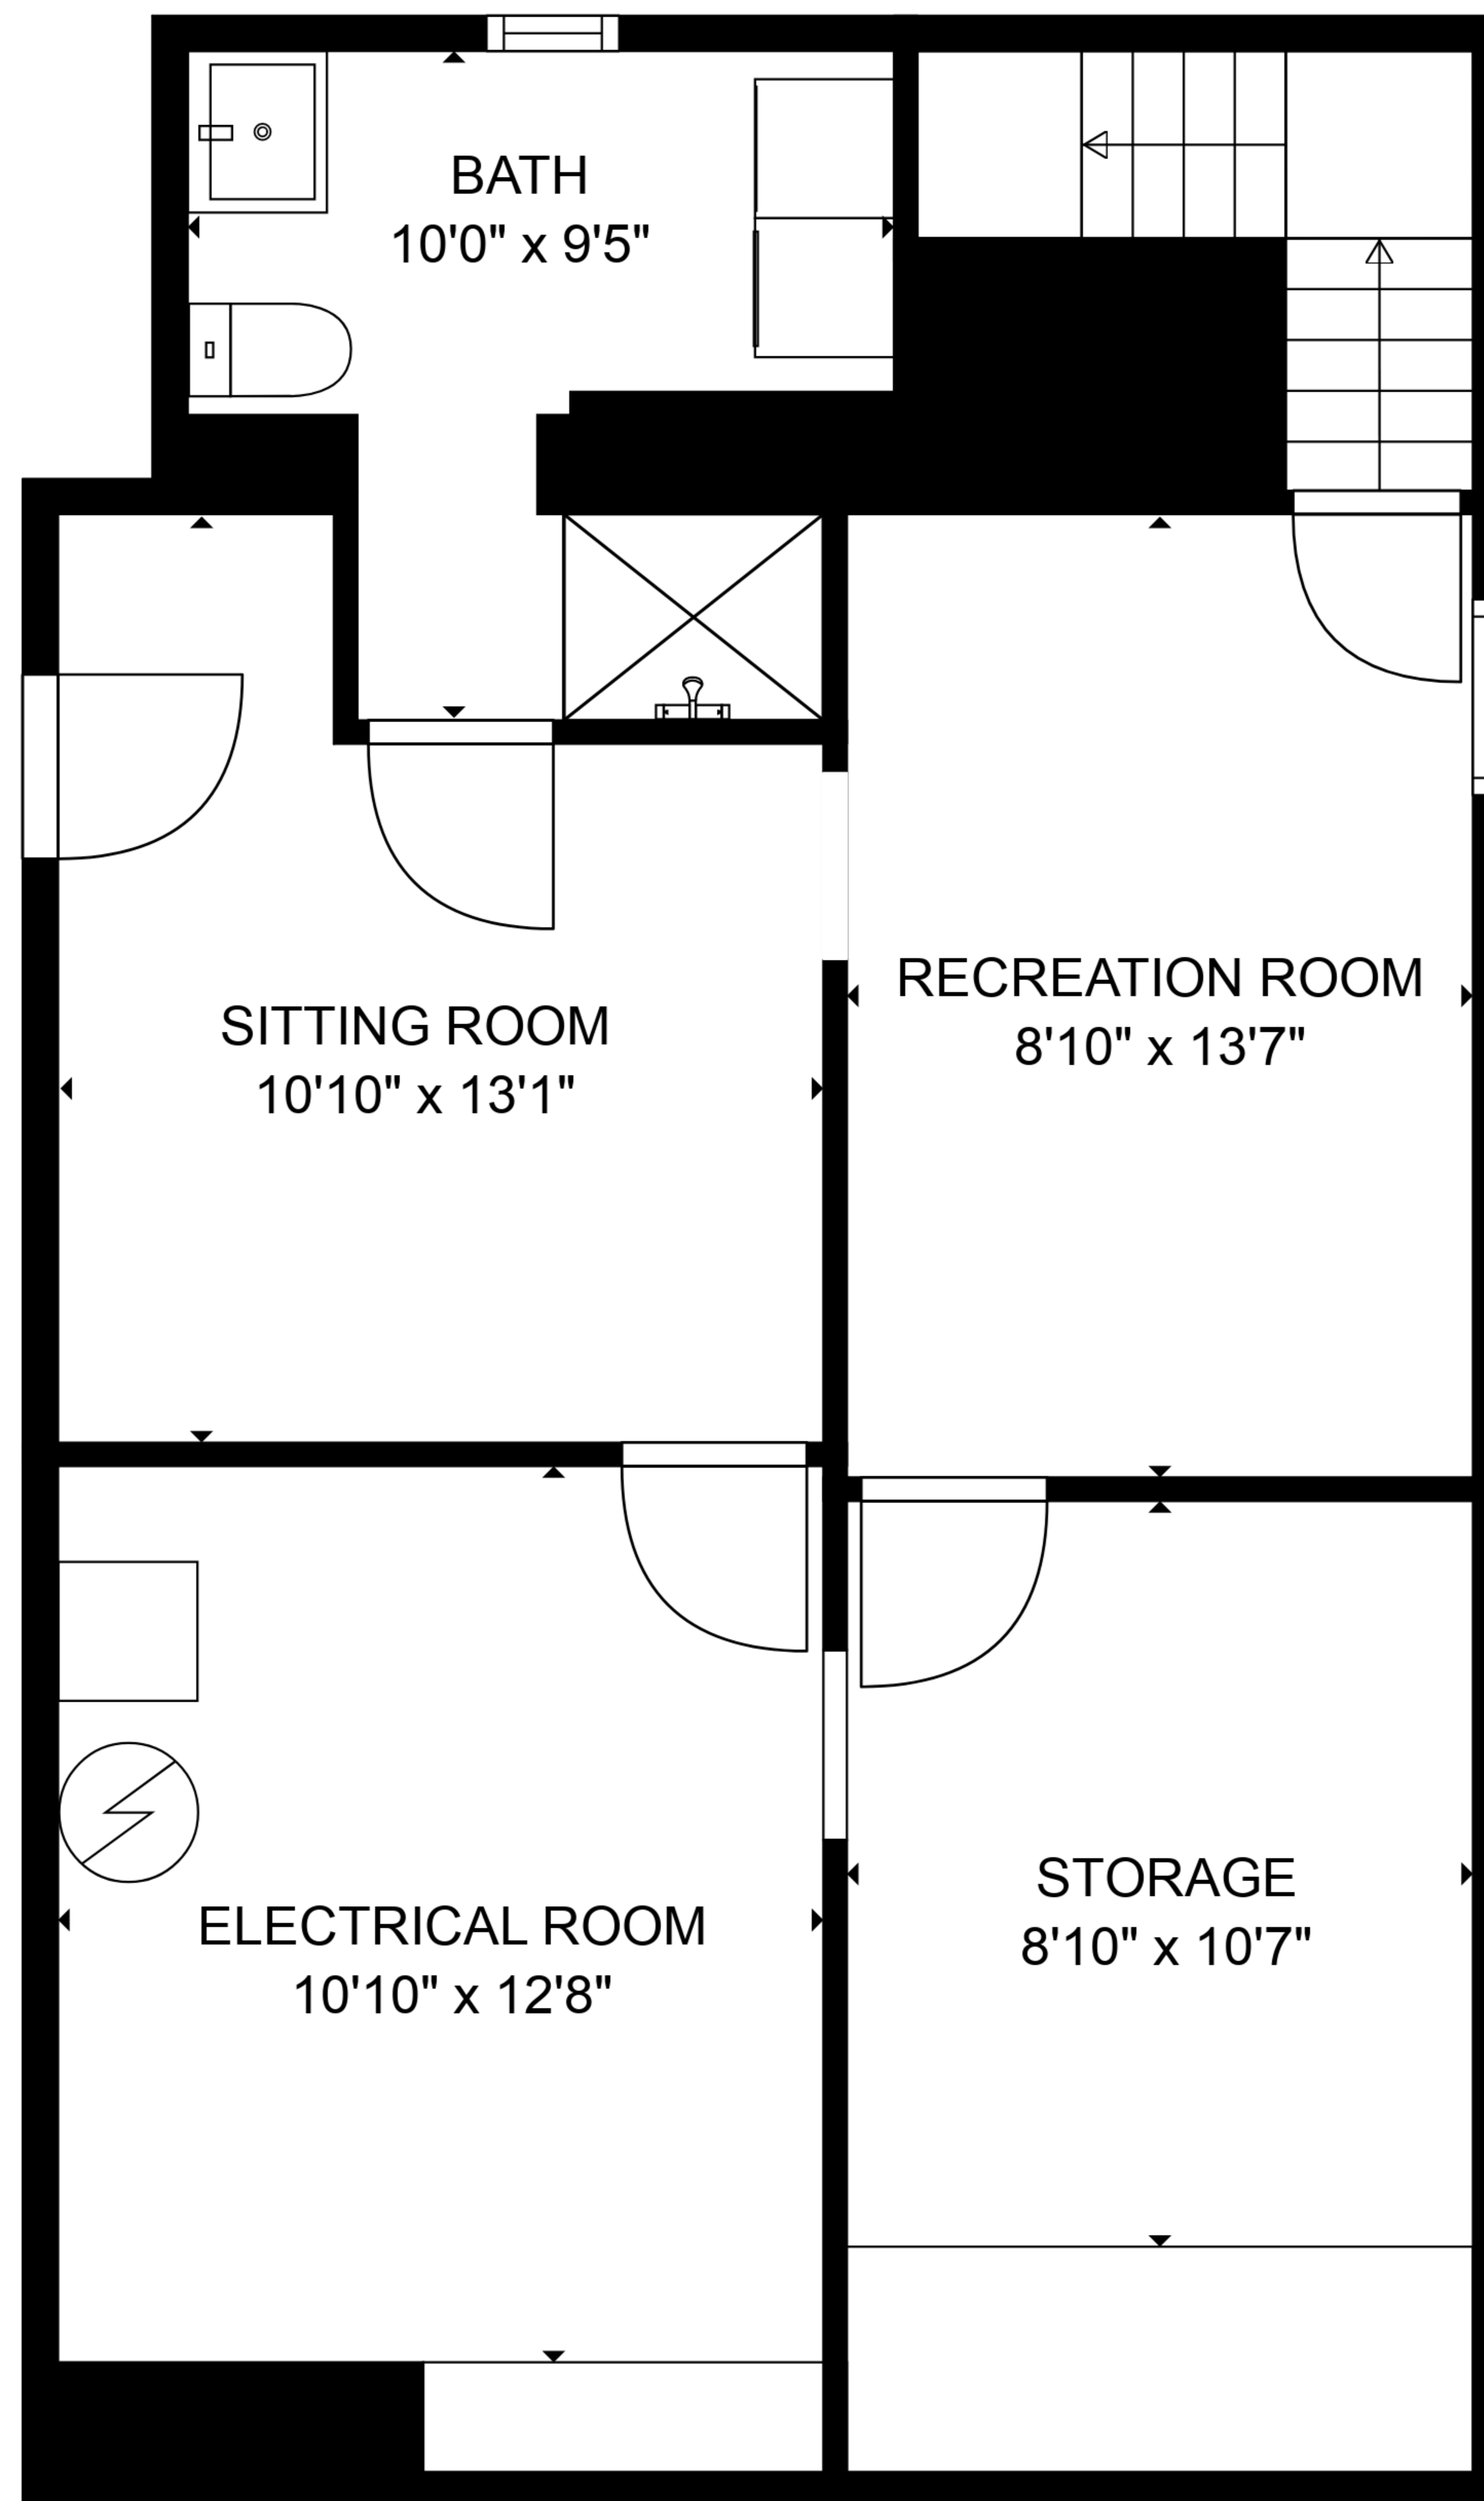 BATH
10'0" x 9'5"
RECREATION ROOM
8'10" x 13'7"
SITTING ROOM
10'10" x 13'1"
STORAGE
8'10" x 10'7"
ELECTRICAL ROOM
10'10" x 12'8"